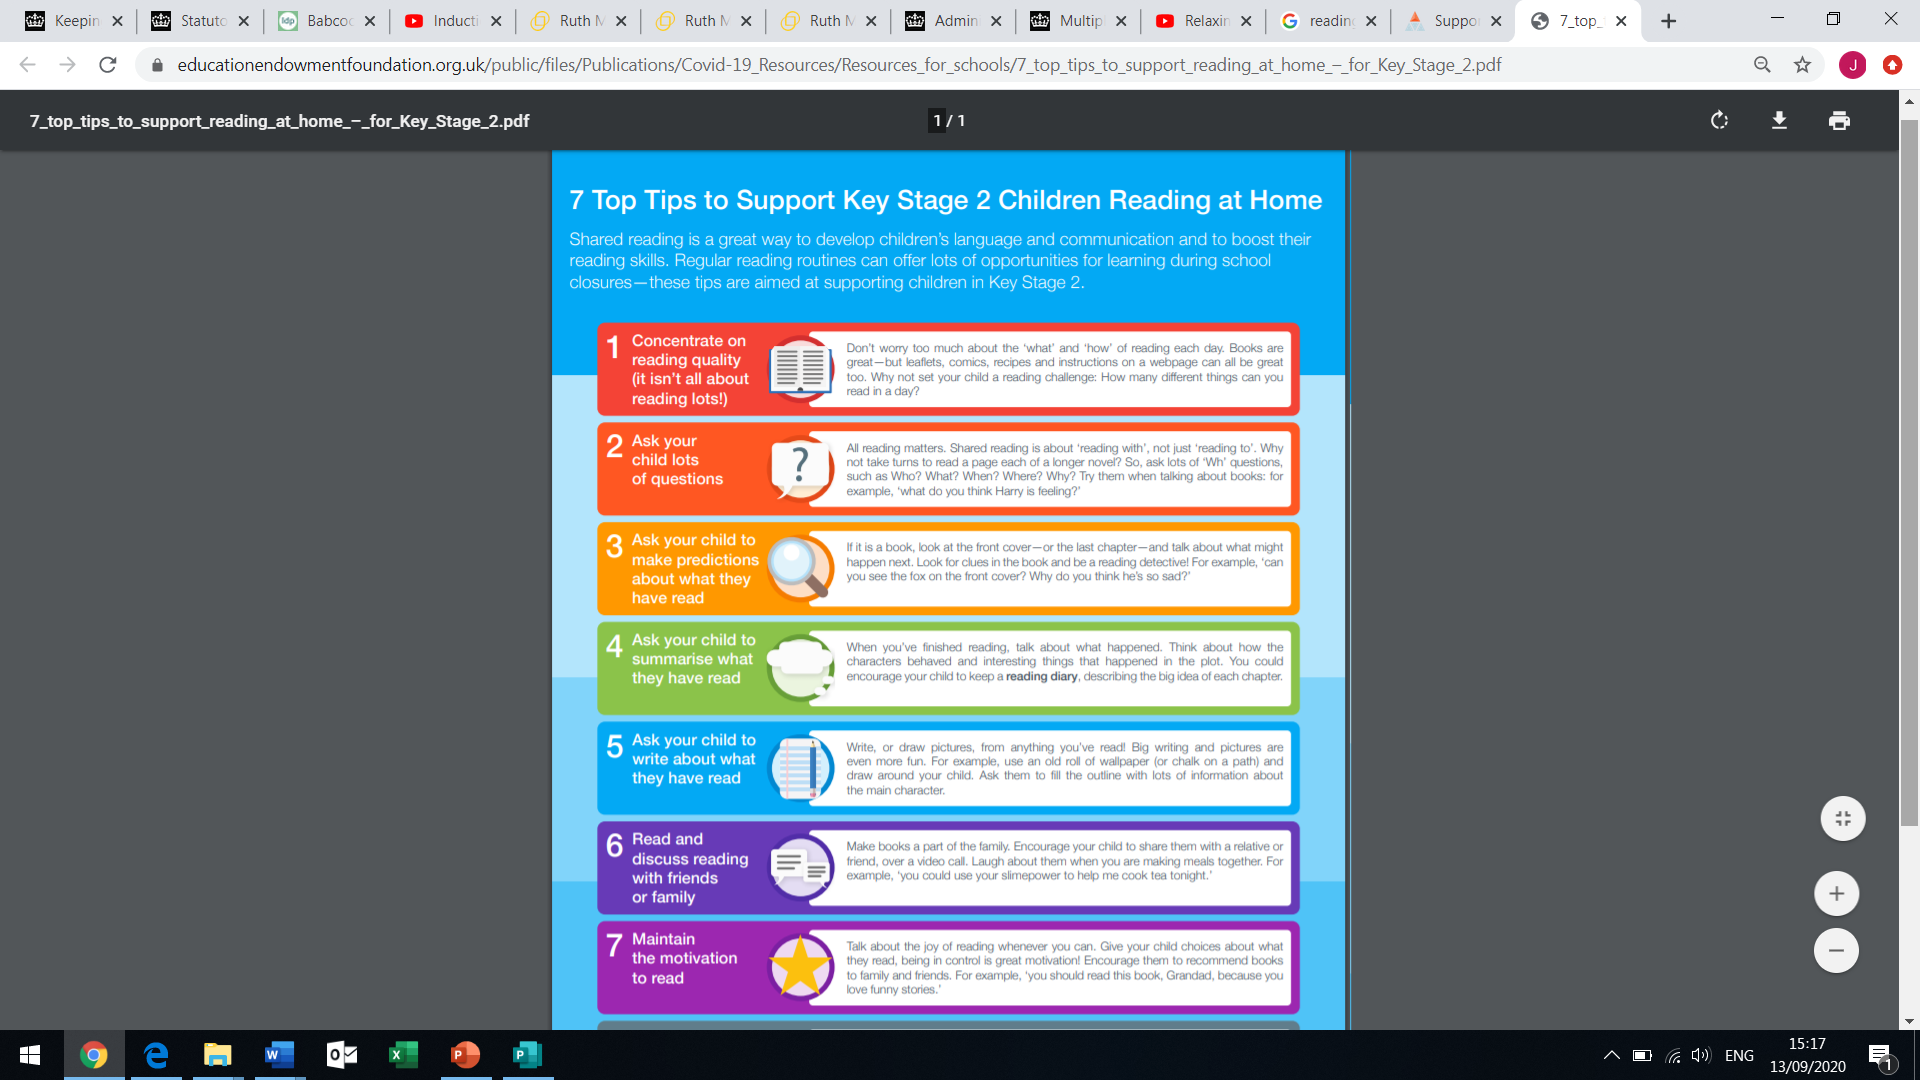 Keepin
Statuto
ldp
Babcoc
Inducti
Ruth M
Ruth M
Ruth M
Admini
Multipl
Relaxin
reading
Suppor
7_top_t
educationendowmentfoundation.org.uk/public/files/Publications/Covid-19_Resources/Resources_for_schools/7_top_tips_to_support_reading_at_home_–_for_Key_Stage_2.pdf
J
7_top_tips_to_support_reading_at_home_–_for_Key_Stage_2.pdf
1 / 1
7 Top Tips to Support Key Stage 2 Children Reading at Home
Shared reading is a great way to develop children’s language and communication and to boost their
reading skills. Regular reading routines can offer lots of opportunities for learning during school
closures—these tips are aimed at supporting children in Key Stage 2.
1
Concentrate on
reading quality
(it isn’t all about
reading lots!)
Don’t worry too much about the ‘what’ and ‘how’ of reading each day. Books are
great—but leaflets, comics, recipes and instructions on a webpage can all be great
too. Why not set your child a reading challenge: How many different things can you
read in a day?
2
Ask your
child lots
of questions
?
All reading matters. Shared reading is about ‘reading with’, not just ‘reading to’. Why
not take turns to read a page each of a longer novel? So, ask lots of ‘Wh’ questions,
such as Who? What? When? Where? Why? Try them when talking about books: for
example, ‘what do you think Harry is feeling?’
3
Ask your child to
make predictions
about what they
have read
If it is a book, look at the front cover—or the last chapter—and talk about what might
happen next. Look for clues in the book and be a reading detective! For example, ‘can
you see the fox on the front cover? Why do you think he’s so sad?’
4
Ask your child to
summarise what
they have read
When you’ve finished reading, talk about what happened. Think about how the
characters behaved and interesting things that happened in the plot. You could
encourage your child to keep a reading diary, describing the big idea of each chapter.
5
Ask your child to
write about what
they have read
Write, or draw pictures, from anything you’ve read! Big writing and pictures are
even more fun. For example, use an old roll of wallpaper (or chalk on a path) and
draw around your child. Ask them to fill the outline with lots of information about
the main character.
6
Read and
discuss reading
with friends
or family
Make books a part of the family. Encourage your child to share them with a relative or
friend, over a video call. Laugh about them when you are making meals together. For
example, ‘you could use your slimepower to help me cook tea tonight.’
7
Maintain
the motivation
to read
Talk about the joy of reading whenever you can. Give your child choices about what
they read, being in control is great motivation! Encourage them to recommend books
to family and friends. For example, ‘you should read this book, Grandad, because you
love funny stories.’
ENG
15:17
13/09/2020
1